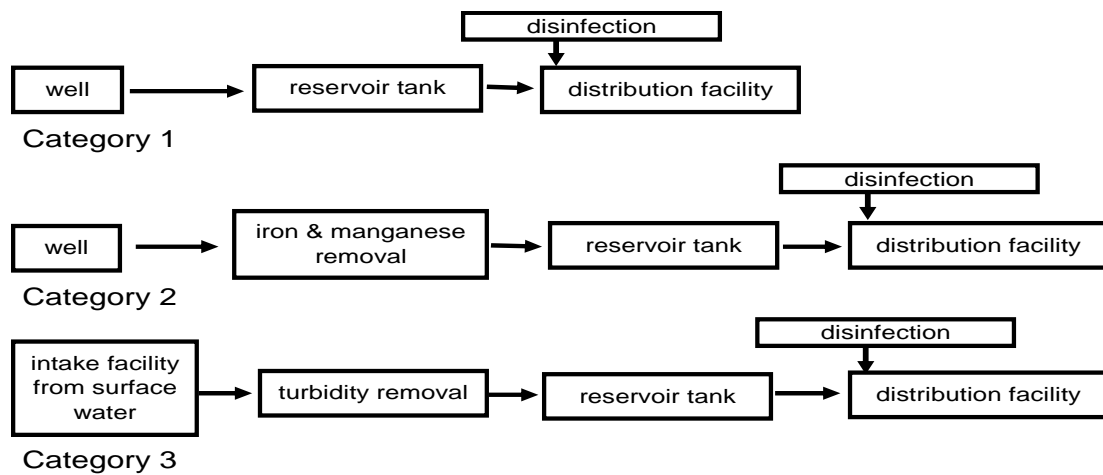 disinfection
well
reservoir tank
distribution facility
Category 1
disinfection
well
iron & manganese
removal
reservoir tank
distribution facility
Category 2
disinfection
intake facility
from surface
water
turbidity removal
reservoir tank
distribution facility
Category 3